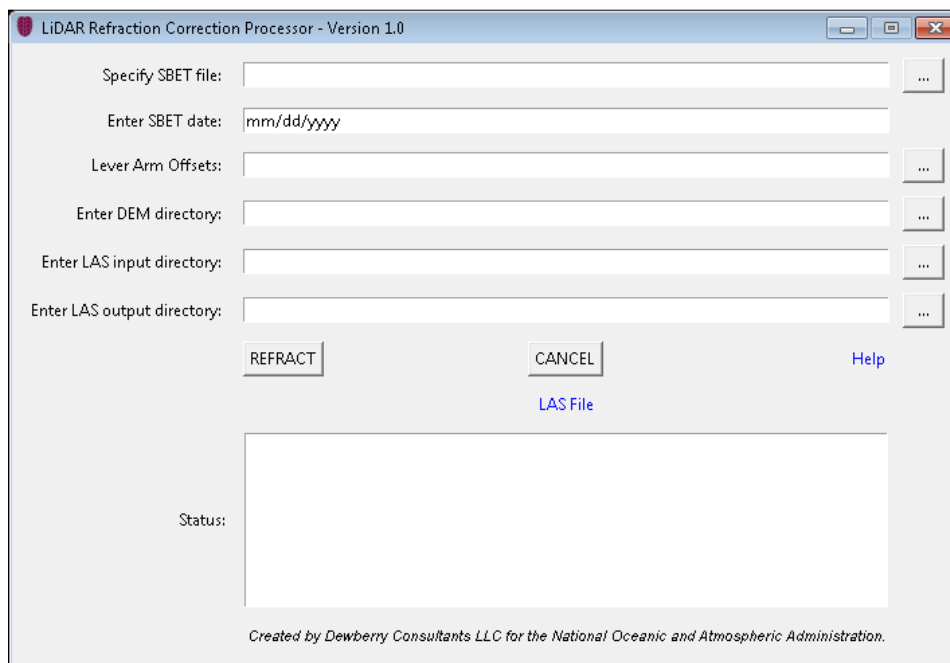 LiDAR Refraction Correction Processor - Version 1.0
Specify SBET file:
...
Enter SBET date:
mm/dd/yyyy
Lever Arm Offsets:
...
Enter DEM directory:
...
Enter LAS input directory:
...
Enter LAS output directory:
...
REFRACT
CANCEL
Help
LAS File
Status:
Created by Dewberry Consultants LLC for the National Oceanic and Atmospheric Administration.